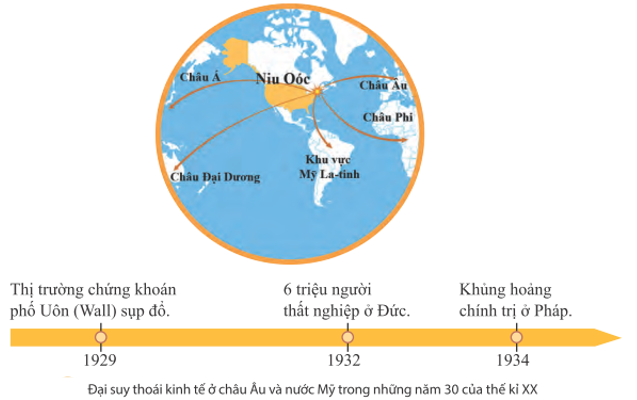 Châu Á
Niu Oóc
Châu Âu
Châu Phi
Khu vực
Mỹ La-tinh
Châu Đại Dương
Thị trường chứng khoán
phố Uôn (Wall) sụp đổ.
6 triệu người
thất nghiệp ở Đức.
Khủng hoảng
chính trị ở Pháp.
1929
1932
1934
Đại suy thoái kinh tế ở châu Âu và nước Mỹ trong những năm 30 của thế kỉ XX